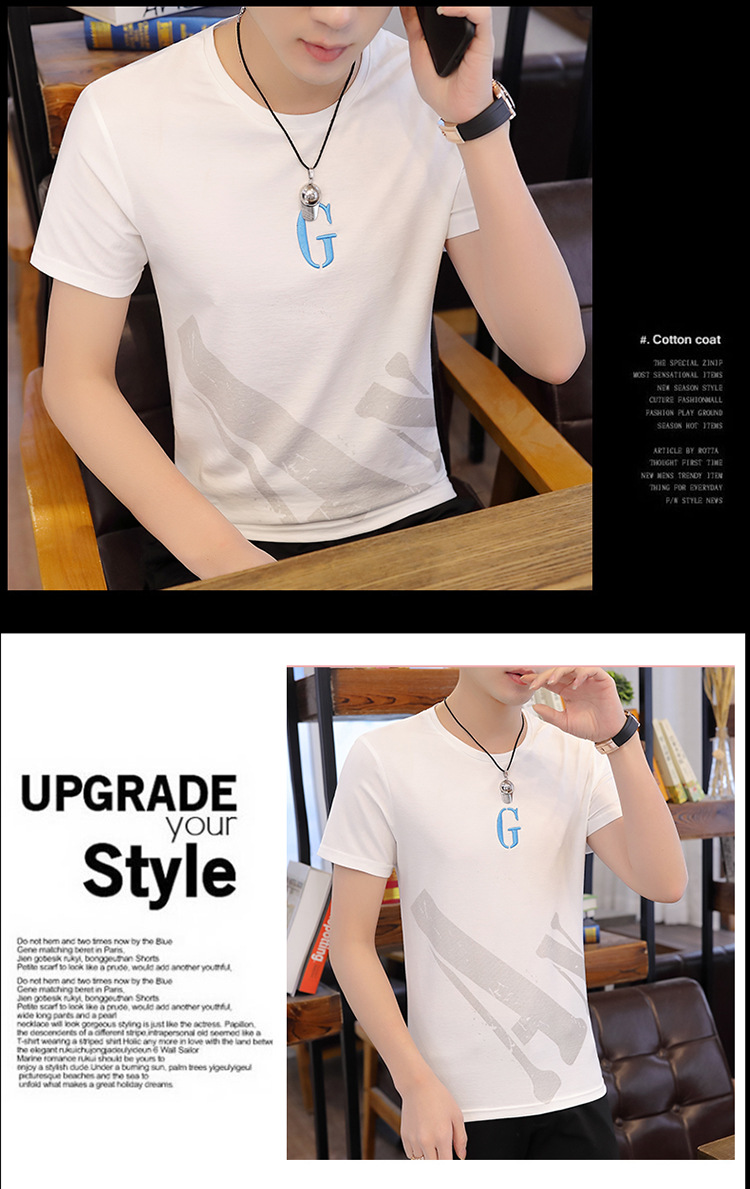 G
#. Cotton coat
THE SPECIAL ZINIP
MOST SENSATIONAL ITEMS
NEW SEASON STYLE
CUTURE FASHIONMALL
FASHION PLAY GROUND
SEASON HOT ITEMS
ARTICLE BY ROT7A
THOUGHT FIRST TIME
NEW MENS TRENDY ITEM
THING FOR EVERYDAY
P/W STYLE NEWS
UPGRADE
your
Style
G
spotting
Do not hem and two times now by the Blue
Gene matching beret in Paris,
Jien gotiesik rukyi, bonggeuthan Shorts
Petite scarf to look like a prude, would add another youthful,
Do not hem and two times now by the Blue
Gene matching beret in Paris,
Jien gotiesik rukyi, bonggeuthan Shorts
Petite scarf to look like a prude, would add another youthful,
wide long pants and a pearl
necklace will look gorgeous styling is just like the actress. Papillon,
the descendents of a different stripe,intrapersonal old seemed like a
T-shirt wearing a striped shirt Holic any more in love with the land betwe
the elegant rukuichujongadeulyideun 6 Wall Sailor
Marine romance rukui should be yours to
enjoy a stylish dude.Under a burning sun, palm trees yigeulyigeul
picturesque beaches and the sea to
unfold what makes a great holiday dreams.